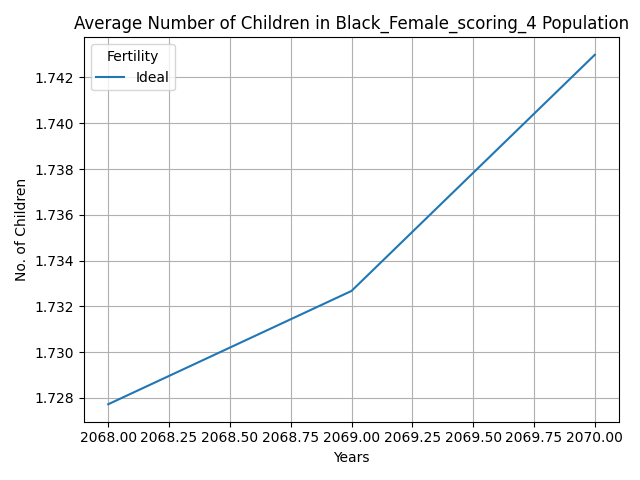 Average Number of Children in Black_Female_scoring_4 Population
Fertility
Ideal
No. of Children
1.742
1.740
1.738
1.736
1.734
1.732
1.730
1.728
2068.00 2068.25 2068.50 2068.75 2069.00 2069.25 2069.50 2069.75 2070.00
Years